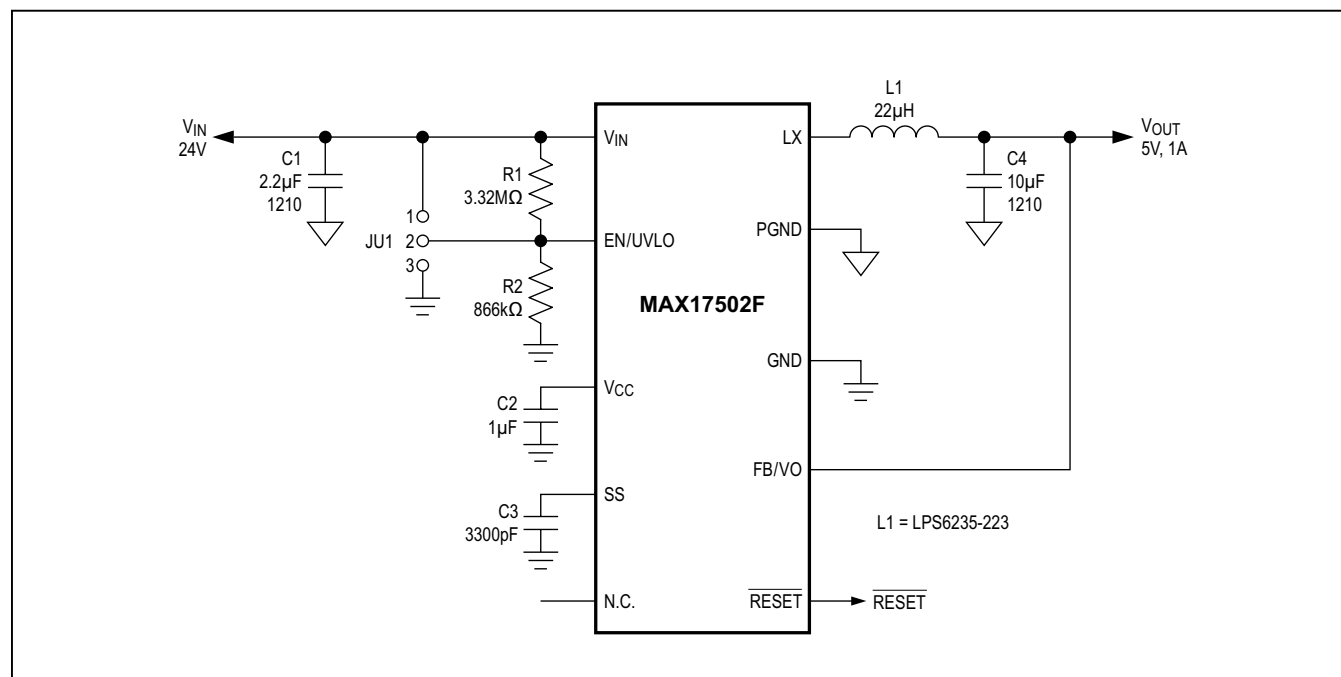 L1
22µH
VIN
24V
VIN
LX
VOUT
5V, 1A
C1
2.2µF
1210
R1
3.32MΩ
C4
10µF
1210
1
JU1 2
3
EN/UVLO
PGND
R2
866kΩ
MAX17502F
GND
VCC
C2
1µF
FB/VO
SS
C3
3300pF
L1 = LPS6235-223
N.C.
RESET
RESET